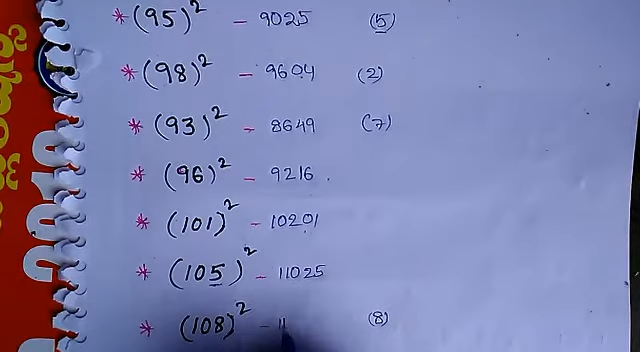 * (95)² - 9025 (5)
* (98)² - 9604 (2)
* (93)² - 8649 (7)
* (96)² - 9216 .
* (101)² - 10201
* (105)² - 11025
* (108)² - 11 (8)